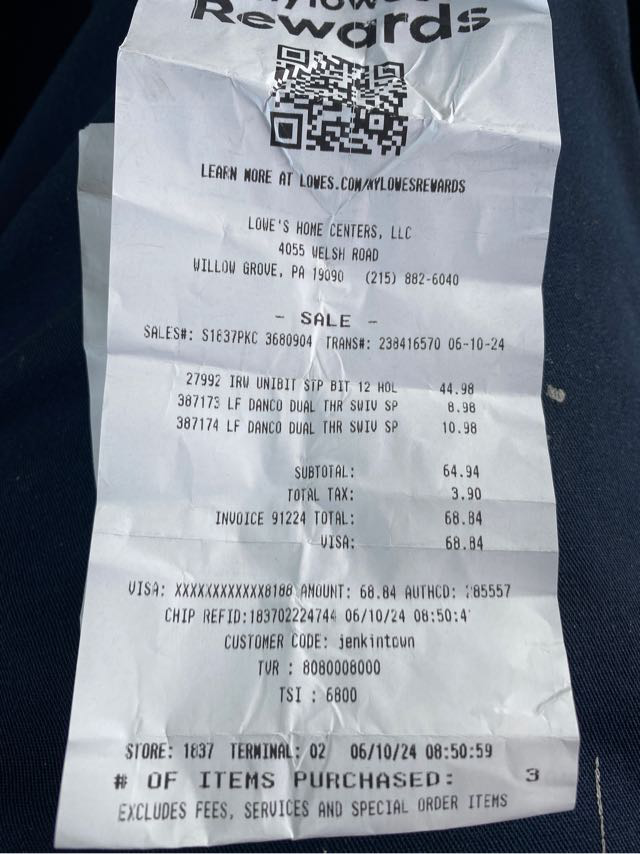 Rewards
LEARN MORE AT LOWES.COM/MYLOWESREWARDS
LOWE'S HOME CENTERS, LLC
4055 WELSH ROAD
WILLOW GROVE, PA 19090 (215) 882-6040
- SALE -
SALES#: S1637PKC 3680904 TRANS#: 238416570 06-10-24
27992 IRW UNIBIT STP BIT 12 HOL 44.98
387173 LF DANCO DUAL THR SWIV SP 8.98
387174 LF DANCO DUAL THR SWIV SP 10.98
SUBTOTAL: 64.94
TOTAL TAX: 3.90
INVOICE 91224 TOTAL: 68.84
VISA: 68.84
VISA: XXXXXXXXXXXX8188 AMOUNT: 68.84 AUTHCD:
CHIP REFID:183702224744 06/10/24
CUSTOMER CODE: jenkintown
TVR : 8080008000
TSI : 6800
STORE: 1837 TERMINAL: 02 06/10/24 08:50:59
# OF ITEMS PURCHASED: 3
EXCLUDES FEES, SERVICES AND SPECIAL ORDER ITEMS